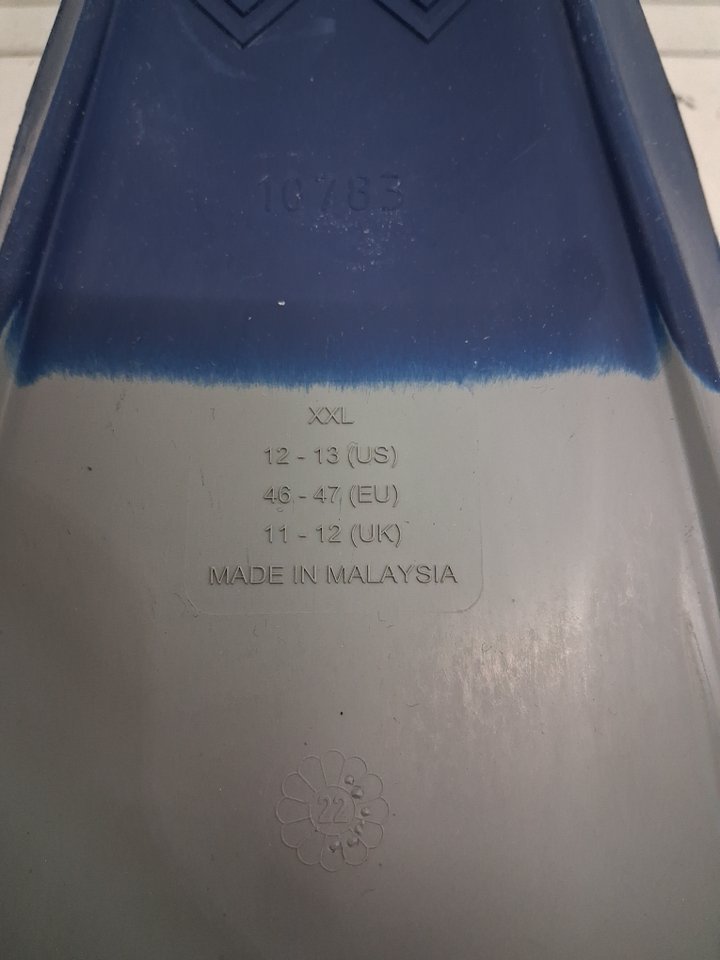 10783
XXL
12 - 13 (US)
46 - 47 (EU)
11 - 12 (UK)
MADE IN MALAYSIA
22